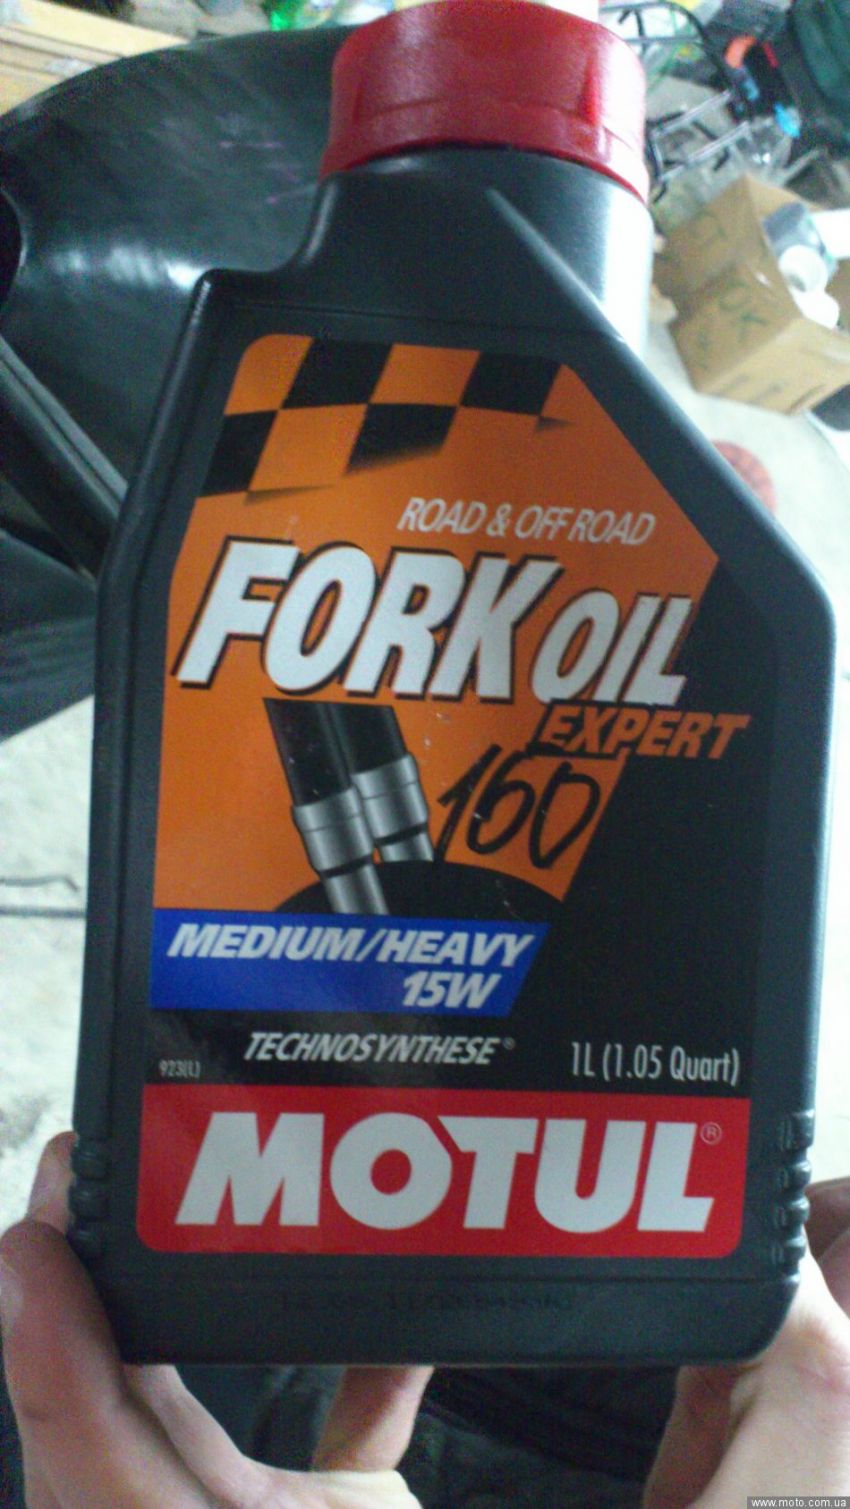 ROAD & OFF ROAD
FORK OIL
EXPERT
160
MEDIUM/HEAVY
15W
TECHNOSYNTHESE®
923(L)
1L (1.05 Quart)
MOTUL®
www.moto.com.ua